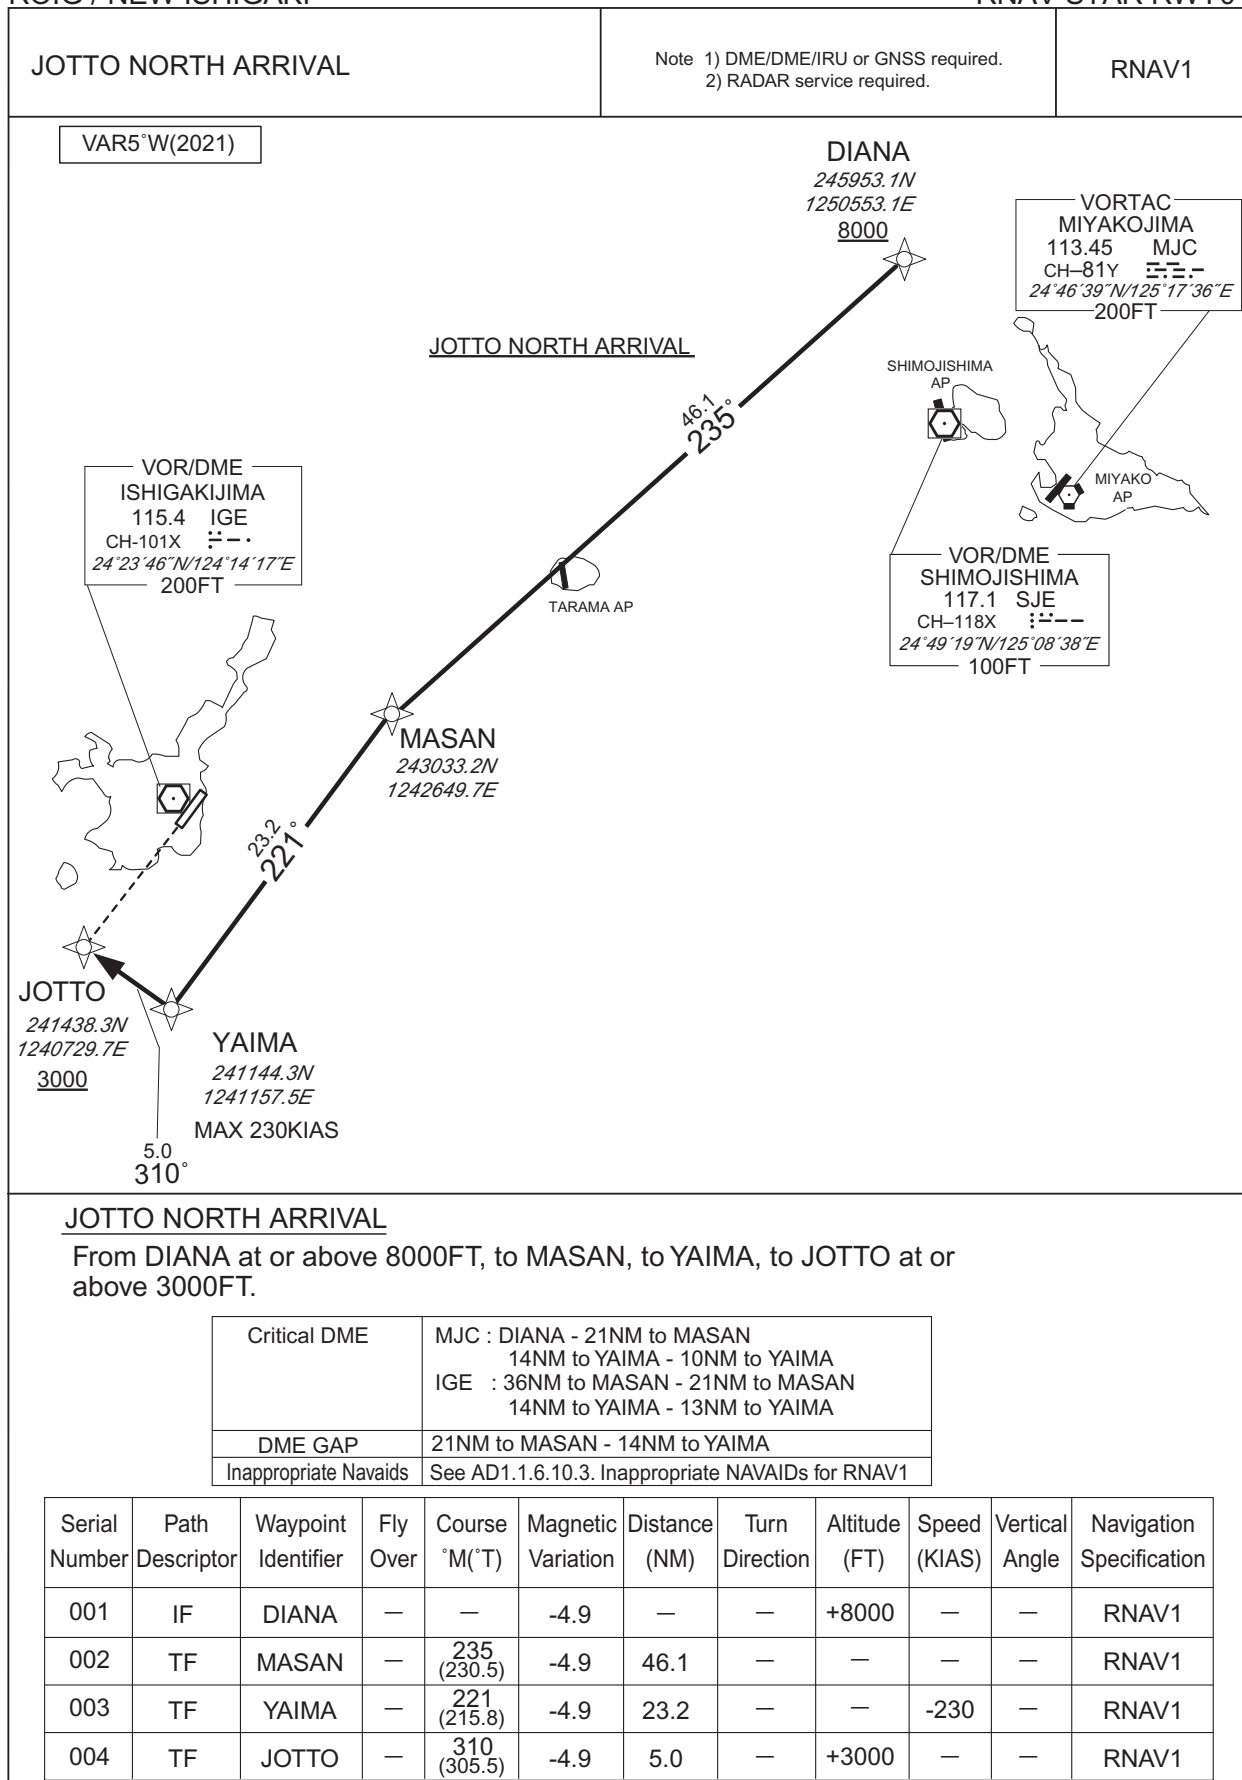 JOTTO NORTH ARRIVAL
Note 1) DME/DME/IRU or GNSS required.
2) RADAR service required.
RNAV1
VAR5°W(2021)
DIANA
245953.1N
1250553.1E
8000
VORTAC
MIYAKOJIMA
113.45 MJC
CH–81Y
24°46´39˝N/125°17´36˝E
200FT
JOTTO NORTH ARRIVAL
SHIMOJISHIMA
AP
46.1
235°
VOR/DME
ISHIGAKIJIMA
115.4 IGE
CH-101X
24°23´46˝N/124°14´17˝E
200FT
MIYAKO
AP
VOR/DME
SHIMOJISHIMA
117.1 SJE
CH–118X
24°49´19˝N/125°08´38˝E
100FT
TARAMA AP
MASAN
243033.2N
1242649.7E
23.2
221°
JOTTO
241438.3N
1240729.7E
3000
YAIMA
241144.3N
1241157.5E
MAX 230KIAS
5.0
310°
JOTTO NORTH ARRIVAL
From DIANA at or above 8000FT, to MASAN, to YAIMA, to JOTTO at or
above 3000FT.
Critical DME MJC : DIANA - 21NM to MASAN
14NM to YAIMA - 10NM to YAIMA
IGE : 36NM to MASAN - 21NM to MASAN
14NM to YAIMA - 13NM to YAIMA
DME GAP 21NM to MASAN - 14NM to YAIMA
Inappropriate Navaids See AD1.1.6.10.3. Inappropriate NAVAIDs for RNAV1
Serial Path Waypoint Fly Course Magnetic Distance Turn Altitude Speed Vertical Navigation
Number Descriptor Identifier Over °M(°T) Variation (NM) Direction (FT) (KIAS) Angle Specification
001 IF DIANA — — -4.9 — — +8000 — — RNAV1
002 TF MASAN — 235 (230.5) -4.9 46.1 — — — — RNAV1
003 TF YAIMA — 221 (215.8) -4.9 23.2 — — -230 — RNAV1
004 TF JOTTO — 310 (305.5) -4.9 5.0 — +3000 — — RNAV1